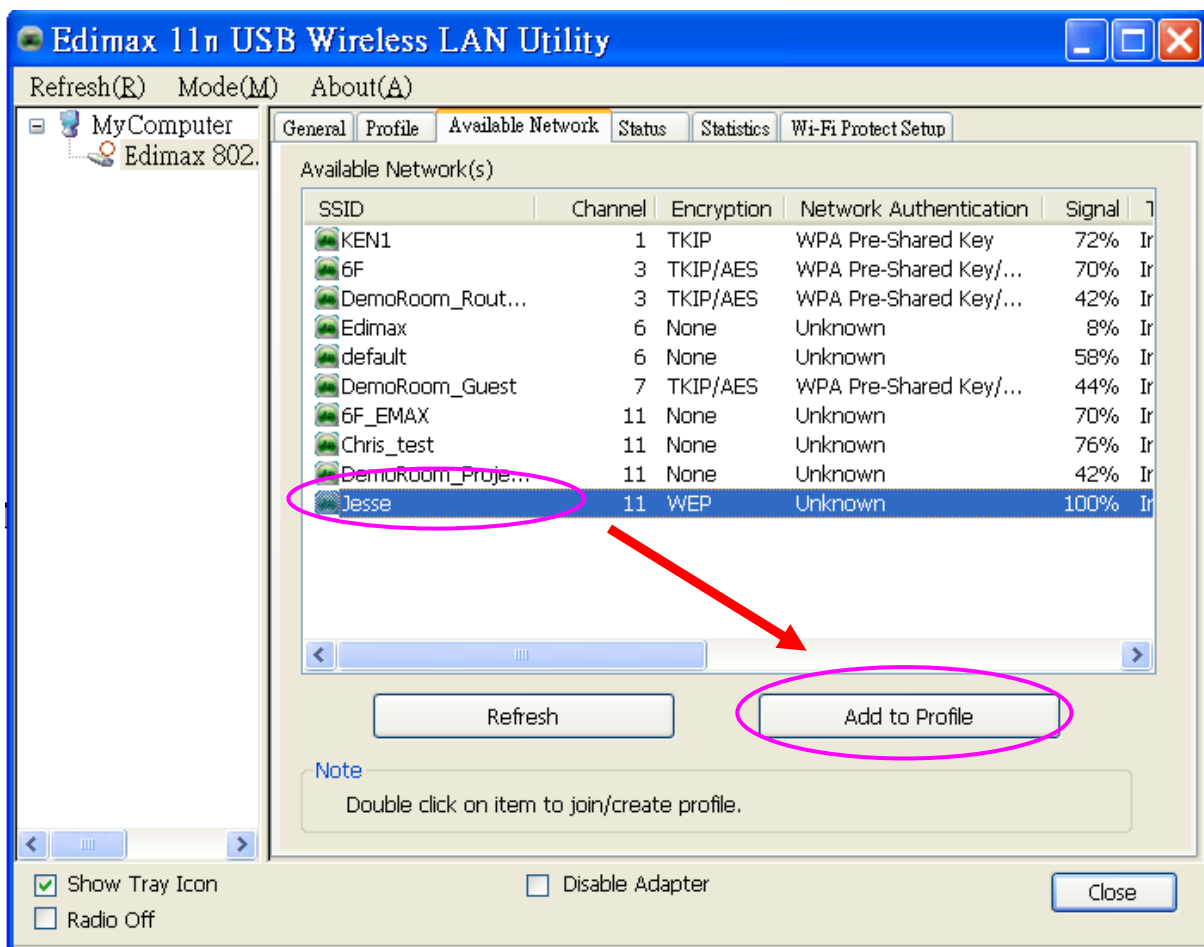 Edimax 11n USB Wireless LAN Utility
Refresh(R) Mode(M) About(A)
MyComputer
Edimax 802.
General Profile Available Network Status Statistics Wi-Fi Protect Setup
Available Network(s)
SSID Channel Encryption Network Authentication Signal
KEN1 1 TKIP WPA Pre-Shared Key 72%
6F 3 TKIP/AES WPA Pre-Shared Key/... 70%
DemoRoom_Rout... 3 TKIP/AES WPA Pre-Shared Key/... 42%
Edimax 6 None Unknown 8%
default 6 None Unknown 58%
DemoRoom_Guest 7 TKIP/AES WPA Pre-Shared Key/... 44%
6F_EMAX 11 None Unknown 70%
Chris_test 11 None Unknown 76%
DemoRoom_Proje... 11 None Unknown 42%
Jesse 11 WEP Unknown 100%
Refresh Add to Profile
Note
Double click on item to join/create profile.
Show Tray Icon Disable Adapter Close
Radio Off